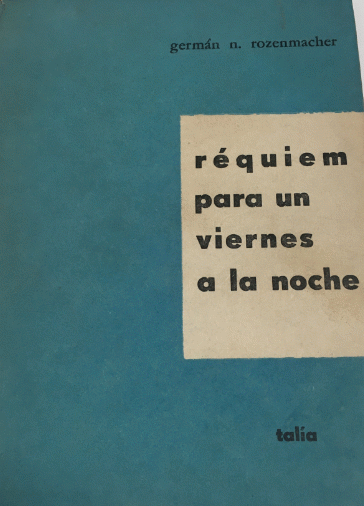 germán n. rozenmacher
réquiem
para un
viernes
a la noche
talía